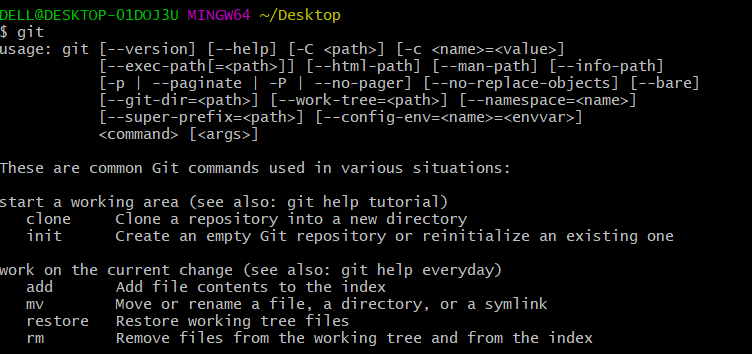 DELL@DESKTOP-01DOJ3U MINGW64 ~/Desktop
$ git
usage: git [--version] [--help] [-C <path>] [-c <name>=<value>]
[--exec-path[=<path>]] [--html-path] [--man-path] [--info-path]
[-p | --paginate | -P | --no-pager] [--no-replace-objects] [--bare]
[--git-dir=<path>] [--work-tree=<path>] [--namespace=<name>]
[--super-prefix=<path>] [--config-env=<name>=<envvar>]
<command> [<args>]
These are common Git commands used in various situations:
start a working area (see also: git help tutorial)
clone Clone a repository into a new directory
init Create an empty Git repository or reinitialize an existing one
work on the current change (see also: git help everyday)
add Add file contents to the index
mv Move or rename a file, a directory, or a symlink
restore Restore working tree files
rm Remove files from the working tree and from the index